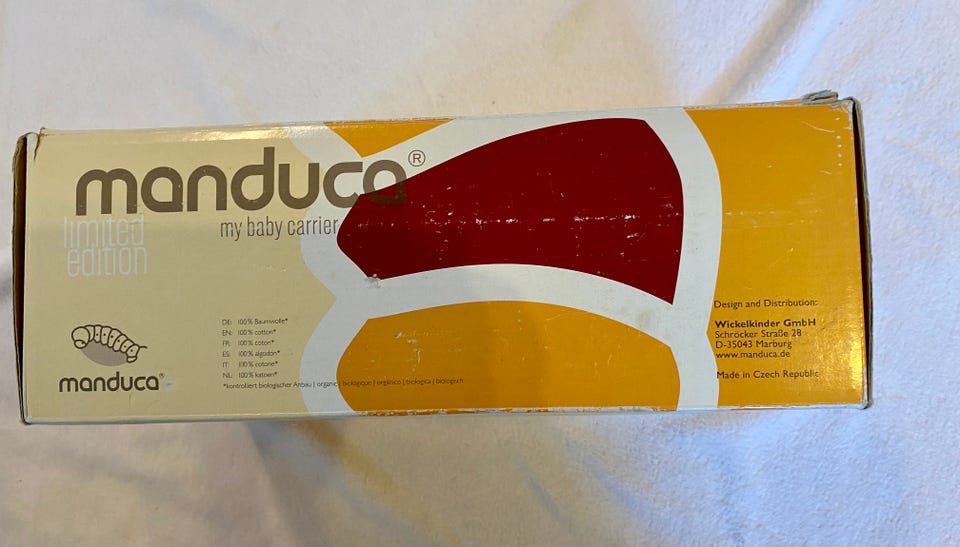 manduca®
limited
edition
my baby carrier
DE: 100% Baumwolle*
EN: 100% cotton*
FR: 100% coton*
ES: 100% algodón*
IT: 100% cotone*
NL: 100% katoen*
*kontrolliert biologischer Anbau | organic | biologique | orgánico | biologica | biologisch
manduca®
Design and Distribution:
Wickelkinder GmbH
Schröcker Straße 28
D-35043 Marburg
www.manduca.de
Made in Czech Republic